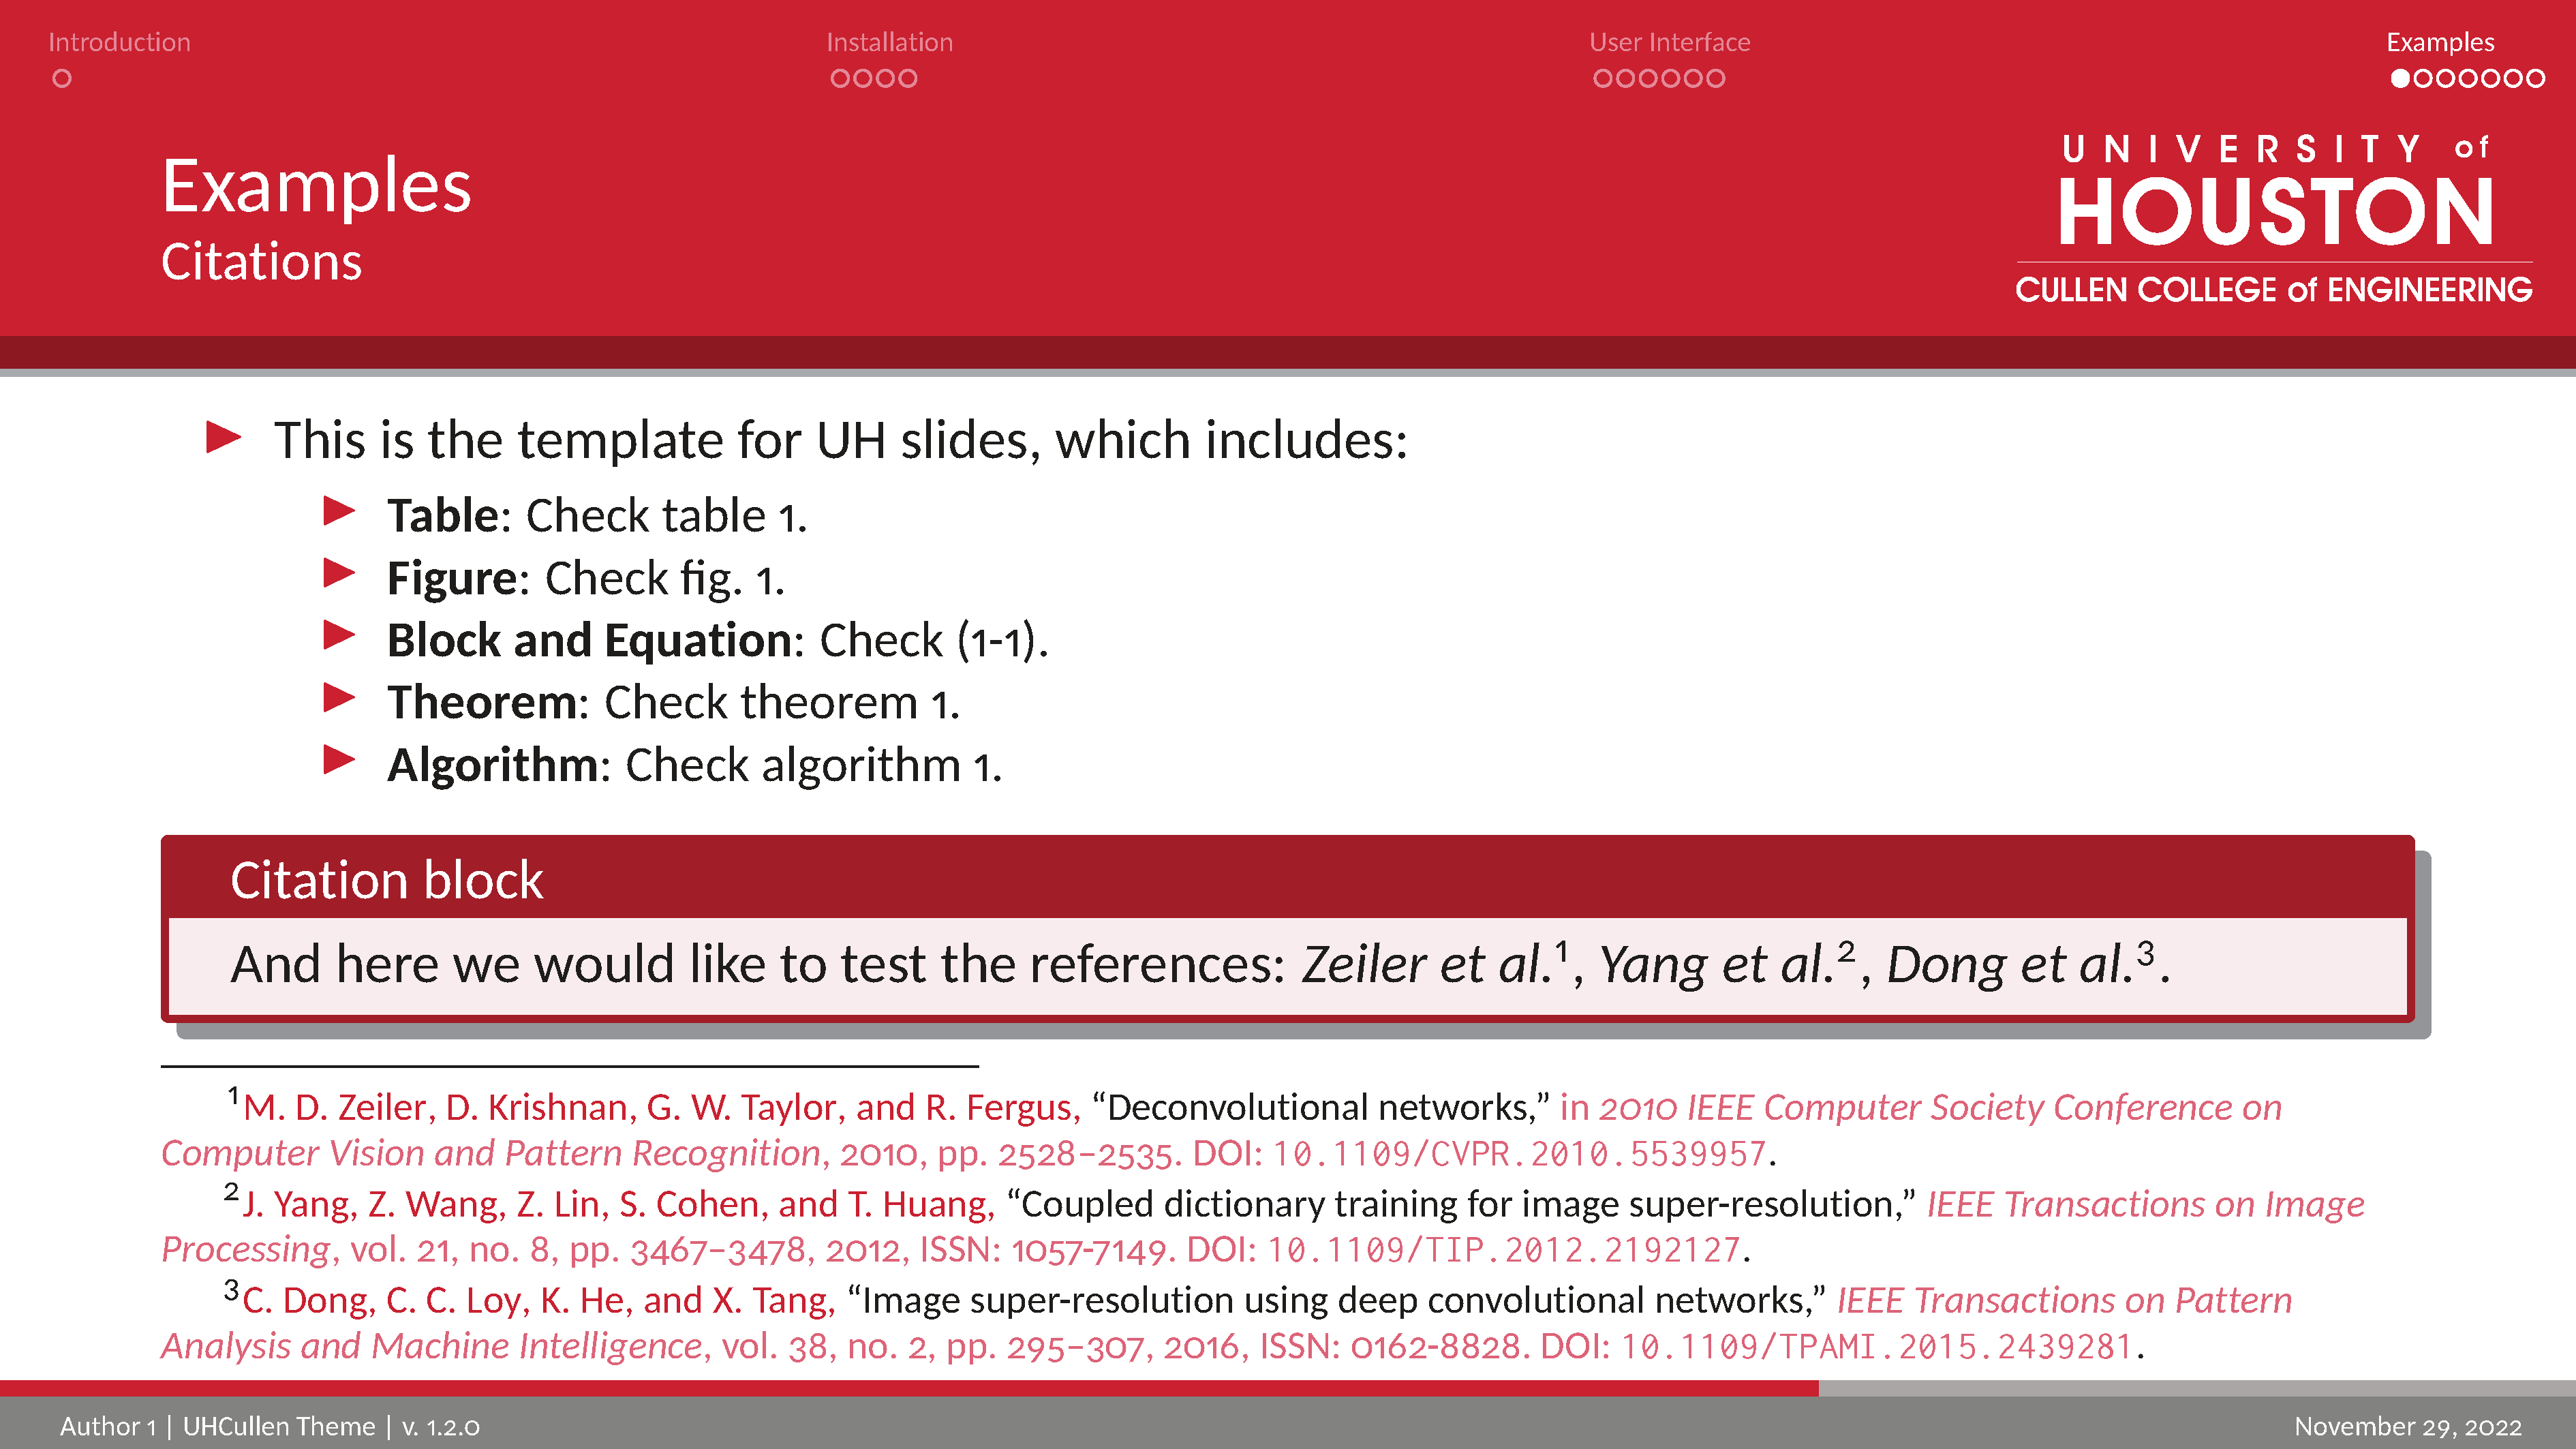 Introduction Installation User Interface Examples
UNIVERSITY of
HOUSTON
CULLEN COLLEGE of ENGINEERING
Examples
Citations
This is the template for UH slides, which includes:
Table: Check table 1.
Figure: Check fig. 1.
Block and Equation: Check (1-1).
Theorem: Check theorem 1.
Algorithm: Check algorithm 1.
Citation block
And here we would like to test the references: Zeiler et al.¹, Yang et al.², Dong et al.³.
¹M. D. Zeiler, D. Krishnan, G. W. Taylor, and R. Fergus, “Deconvolutional networks,” in 2010 IEEE Computer Society Conference on
Computer Vision and Pattern Recognition, 2010, pp. 2528–2535. DOI: 10.1109/CVPR.2010.5539957.
²J. Yang, Z. Wang, Z. Lin, S. Cohen, and T. Huang, “Coupled dictionary training for image super-resolution,” IEEE Transactions on Image
Processing, vol. 21, no. 8, pp. 3467–3478, 2012, ISSN: 1057-7149. DOI: 10.1109/TIP.2012.2192127.
³C. Dong, C. C. Loy, K. He, and X. Tang, “Image super-resolution using deep convolutional networks,” IEEE Transactions on Pattern
Analysis and Machine Intelligence, vol. 38, no. 2, pp. 295–307, 2016, ISSN: 0162-8828. DOI: 10.1109/TPAMI.2015.2439281.
Author 1 | UHCullen Theme | v. 1.2.0 November 29, 2022